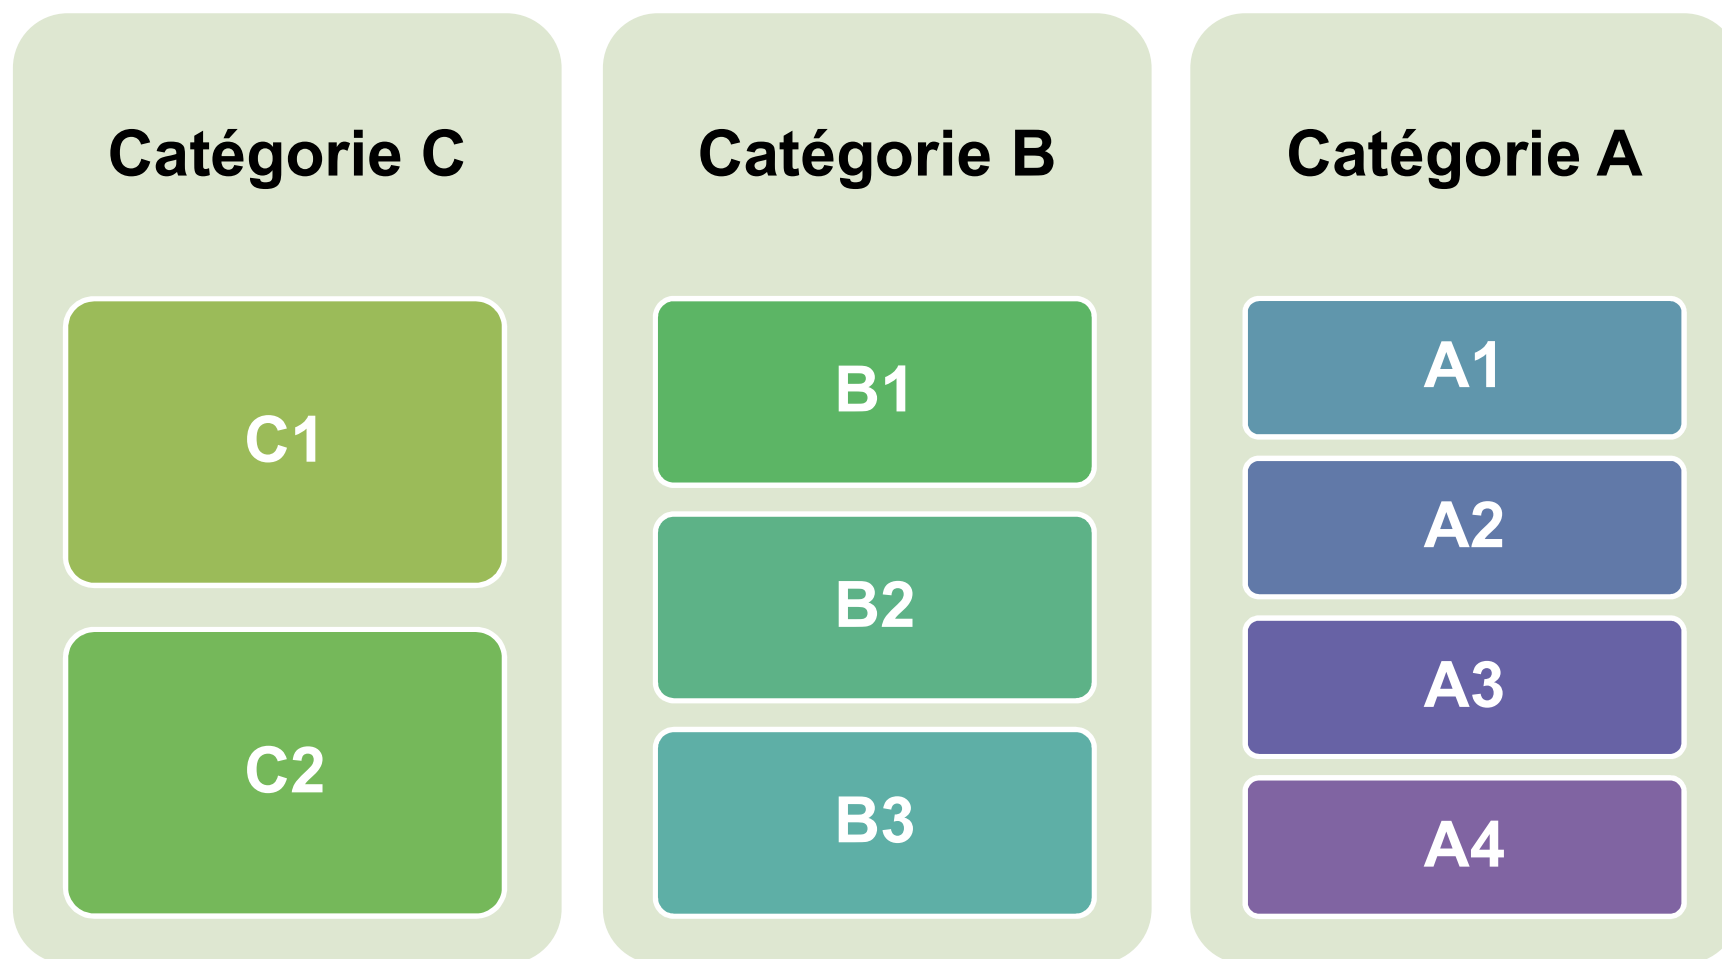 Catégorie C
C1
C2
Catégorie B
B1
B2
B3
Catégorie A
A1
A2
A3
A4